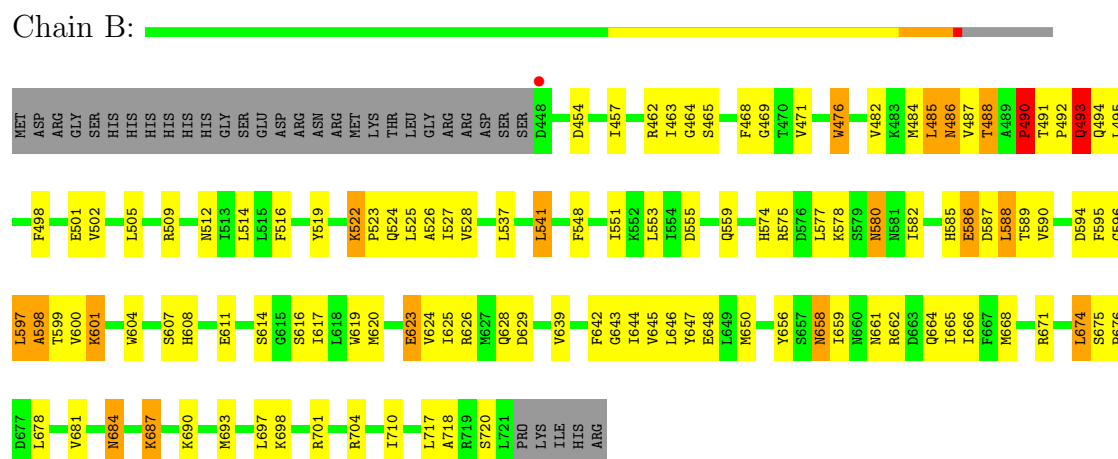 Chain B:
MET ASP ARG GLY SER HIS HIS HIS HIS HIS HIS GLY SER GLU ASP ARG ASN ARG MET LYS THR LEU GLY ARG ARG ASP SER SER D448 D454 I457 R462 I463 G464 S465 F468 G469 T470 V471 W476 V482 K483 M484 L485 N486 V487 T488 A489 P490 T491 P492 Q493 Q494 L495
F498 E501 V502 L505 R509 N512 I513 L514 L515 F516 Y519 K522 P523 Q524 L525 A526 I527 V528 L537 L541 F548 I551 K552 L553 I554 D555 Q559 H574 R575 D576 L577 K578 S579 N580 N581 I582 H585 E586 D587 L588 T589 V590 D594 F595 G596
L597 A598 T599 V600 K601 W604 S607 H608 E611 S614 G615 S616 I617 L618 W619 M620 E623 V624 I625 R626 M627 Q628 D629 V639 F642 G643 I644 V645 L646 Y647 E648 L649 M650 Y656 S657 N658 I659 N660 N661 R662 D663 Q664 I665 I666 F667 M668 R671 L674 S675 P676
D677 L678 V681 N684 K687 K690 M693 L697 K698 R701 R704 I710 L717 A718 R719 S720 L721 PRO LYS ILE HIS ARG